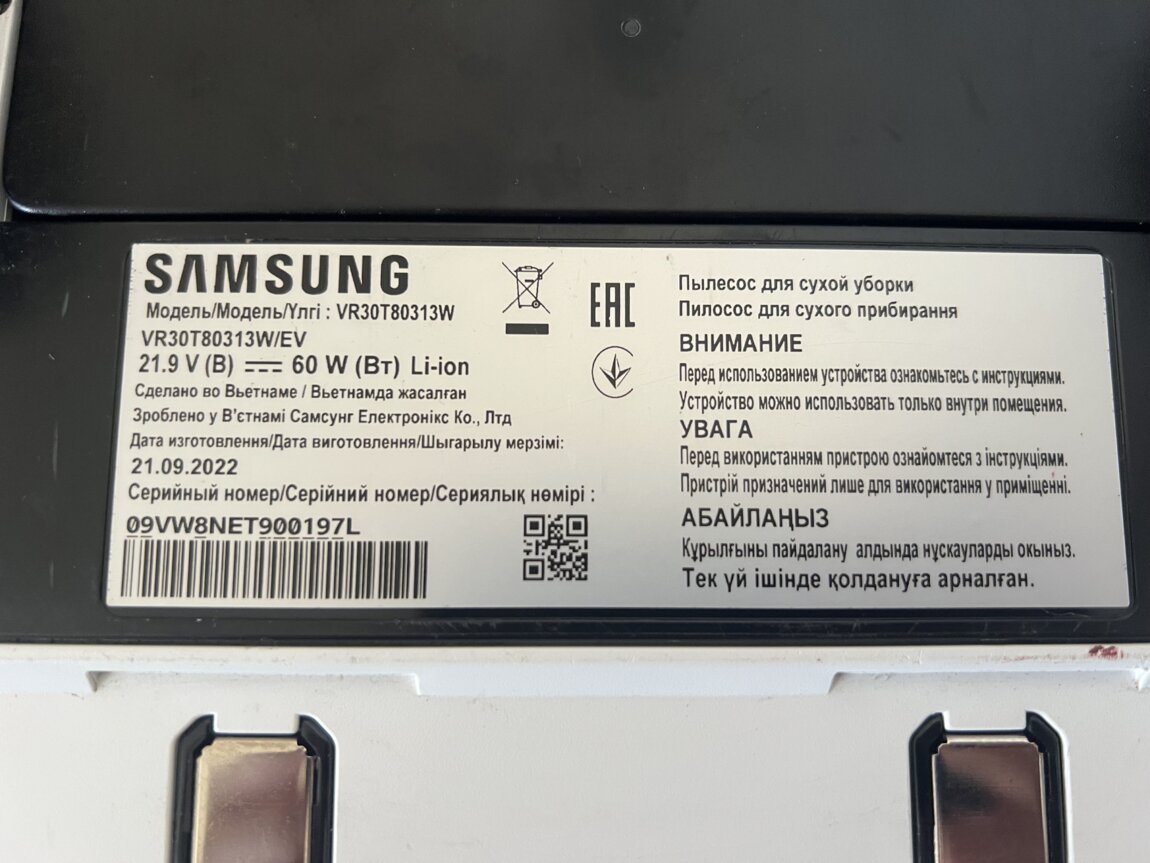 SAMSUNG
Модель/Модель/Үлгі : VR30T80313W
VR30T80313W/EV
21.9 V (В) 60 W (Вт) Li-ion
Сделано во Вьетнаме / Вьетнамда жасалған
Зроблено у В'єтнамі Самсунг Електронікс Ко., Лтд
Дата изготовления/Дата виготовлення/Шығарылу мерзімі:
21.09.2022
Серийный номер/Серійний номер/Сериялық нөмірі :
09VW8NET900197L
EAC
Пылесос для сухой уборки
Пилосос для сухого прибирання
ВНИМАНИЕ
Перед использованием устройства ознакомьтесь с инструкциями.
Устройство можно использовать только внутри помещения.
УВАГА
Перед використанням пристрою ознайомтеся з інструкціями.
Пристрій призначений лише для використання у приміщенні.
АБАЙЛАҢЫЗ
Құрылғыны пайдалану алдында нұсқауларды оқыңыз.
Тек үй ішінде қолдануға арналған.